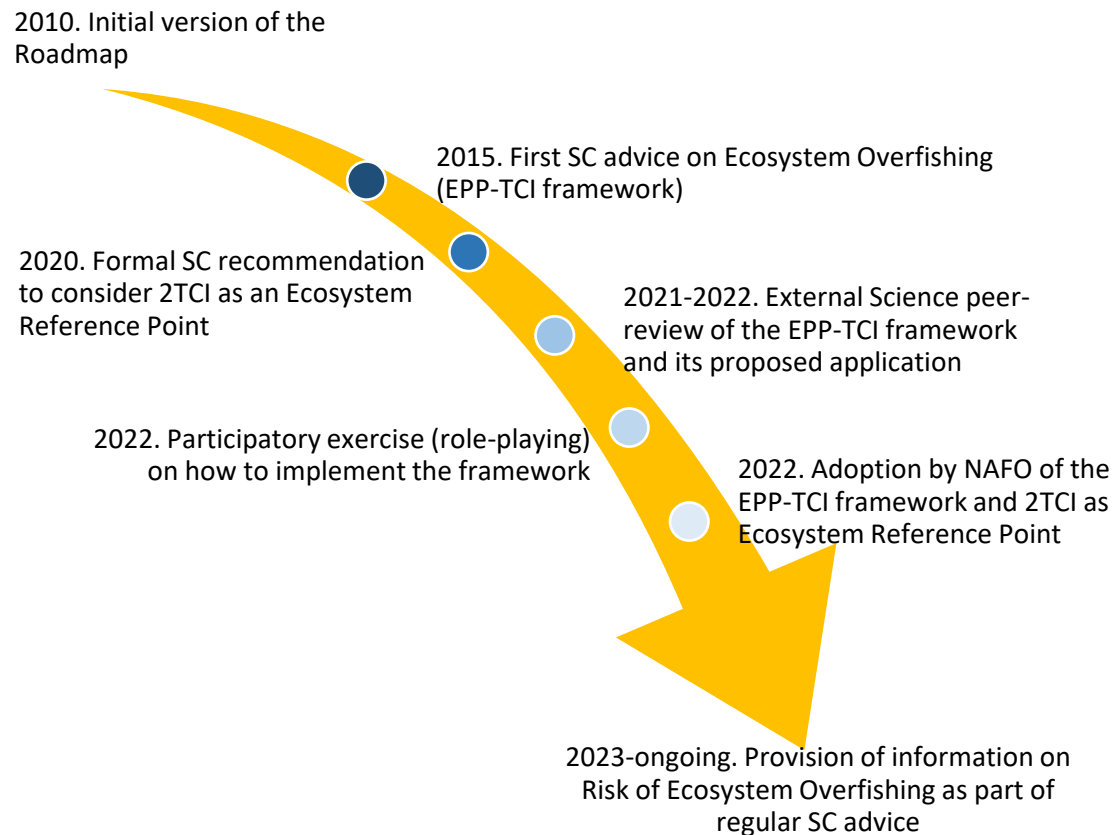 2010. Initial version of the
Roadmap
2015. First SC advice on Ecosystem Overfishing
(EPP-TCI framework)
2020. Formal SC recommendation
to consider 2TCI as an Ecosystem
Reference Point
2021-2022. External Science peer-
review of the EPP-TCI framework
and its proposed application
2022. Participatory exercise (role-playing)
on how to implement the framework
2022. Adoption by NAFO of the
EPP-TCI framework and 2TCI as
Ecosystem Reference Point
2023-ongoing. Provision of information on
Risk of Ecosystem Overfishing as part of
regular SC advice